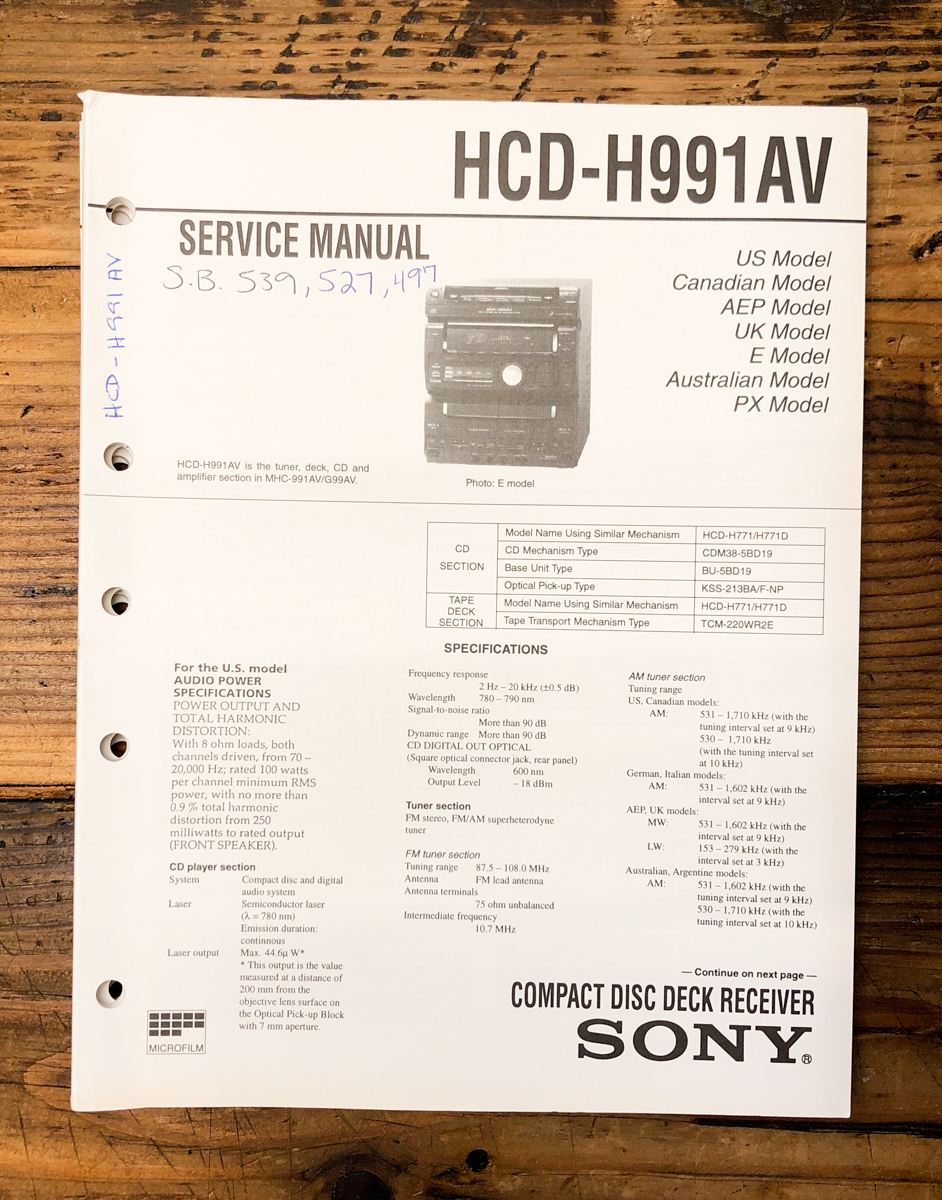 HCD-H991AV
SERVICE MANUAL
S.B. 539, 527, 497
HCD-H991AV
US Model
Canadian Model
AEP Model
UK Model
E Model
Australian Model
PX Model
HCD-H991AV is the tuner, deck, CD and
amplifier section in MHC-991AV/G99AV.
Photo: E model
CD SECTION
Model Name Using Similar Mechanism HCD-H771/H771D
CD Mechanism Type CDM38-5BD19
Base Unit Type BU-5BD19
Optical Pick-up Type KSS-213BA/F-NP
TAPE DECK SECTION
Model Name Using Similar Mechanism HCD-H771/H771D
Tape Transport Mechanism Type TCM-220WR2E
SPECIFICATIONS
For the U.S. model
AUDIO POWER
SPECIFICATIONS
POWER OUTPUT AND
TOTAL HARMONIC
DISTORTION:
With 8 ohm loads, both
channels driven, from 70 –
20,000 Hz; rated 100 watts
per channel minimum RMS
power, with no more than
0.9 % total harmonic
distortion from 250
milliwatts to rated output
(FRONT SPEAKER).
CD player section
System Compact disc and digital
audio system
Laser Semiconductor laser
(λ = 780 nm)
Emission duration:
continnous
Laser output Max. 44.6μ W*
* This output is the value
measured at a distance of
200 mm from the
objective lens surface on
the Optical Pick-up Block
with 7 mm aperture.
MICROFILM
Frequency response
2 Hz – 20 kHz (±0.5 dB)
Wavelength 780 – 790 nm
Signal-to-noise ratio
More than 90 dB
Dynamic range More than 90 dB
CD DIGITAL OUT OPTICAL
(Square optical connector jack, rear panel)
Wavelength 600 nm
Output Level – 18 dBm
Tuner section
FM stereo, FM/AM superheterodyne
tuner
FM tuner section
Tuning range 87.5 – 108.0 MHz
Antenna FM lead antenna
Antenna terminals
75 ohm unbalanced
Intermediate frequency
10.7 MHz
AM tuner section
Tuning range
US, Canadian models:
AM: 531 – 1,710 kHz (with the
tuning interval set at 9 kHz)
530 – 1,710 kHz
(with the tuning interval set
at 10 kHz)
German, Italian models:
AM: 531 – 1,602 kHz (with the
interval set at 9 kHz)
AEP, UK models:
MW: 531 – 1,602 kHz (with the
interval set at 9 kHz)
LW: 153 – 279 kHz (with the
interval set at 3 kHz)
Australian, Argentine models:
AM: 531 – 1,602 kHz (with the
tuning interval set at 9 kHz)
530 – 1,710 kHz (with the
tuning interval set at 10 kHz)
— Continue on next page —
COMPACT DISC DECK RECEIVER
SONY®